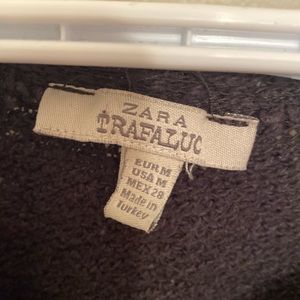 ZARA
TRAFALUC
EUR M
USA M
MEX 28
Made in
Turkey